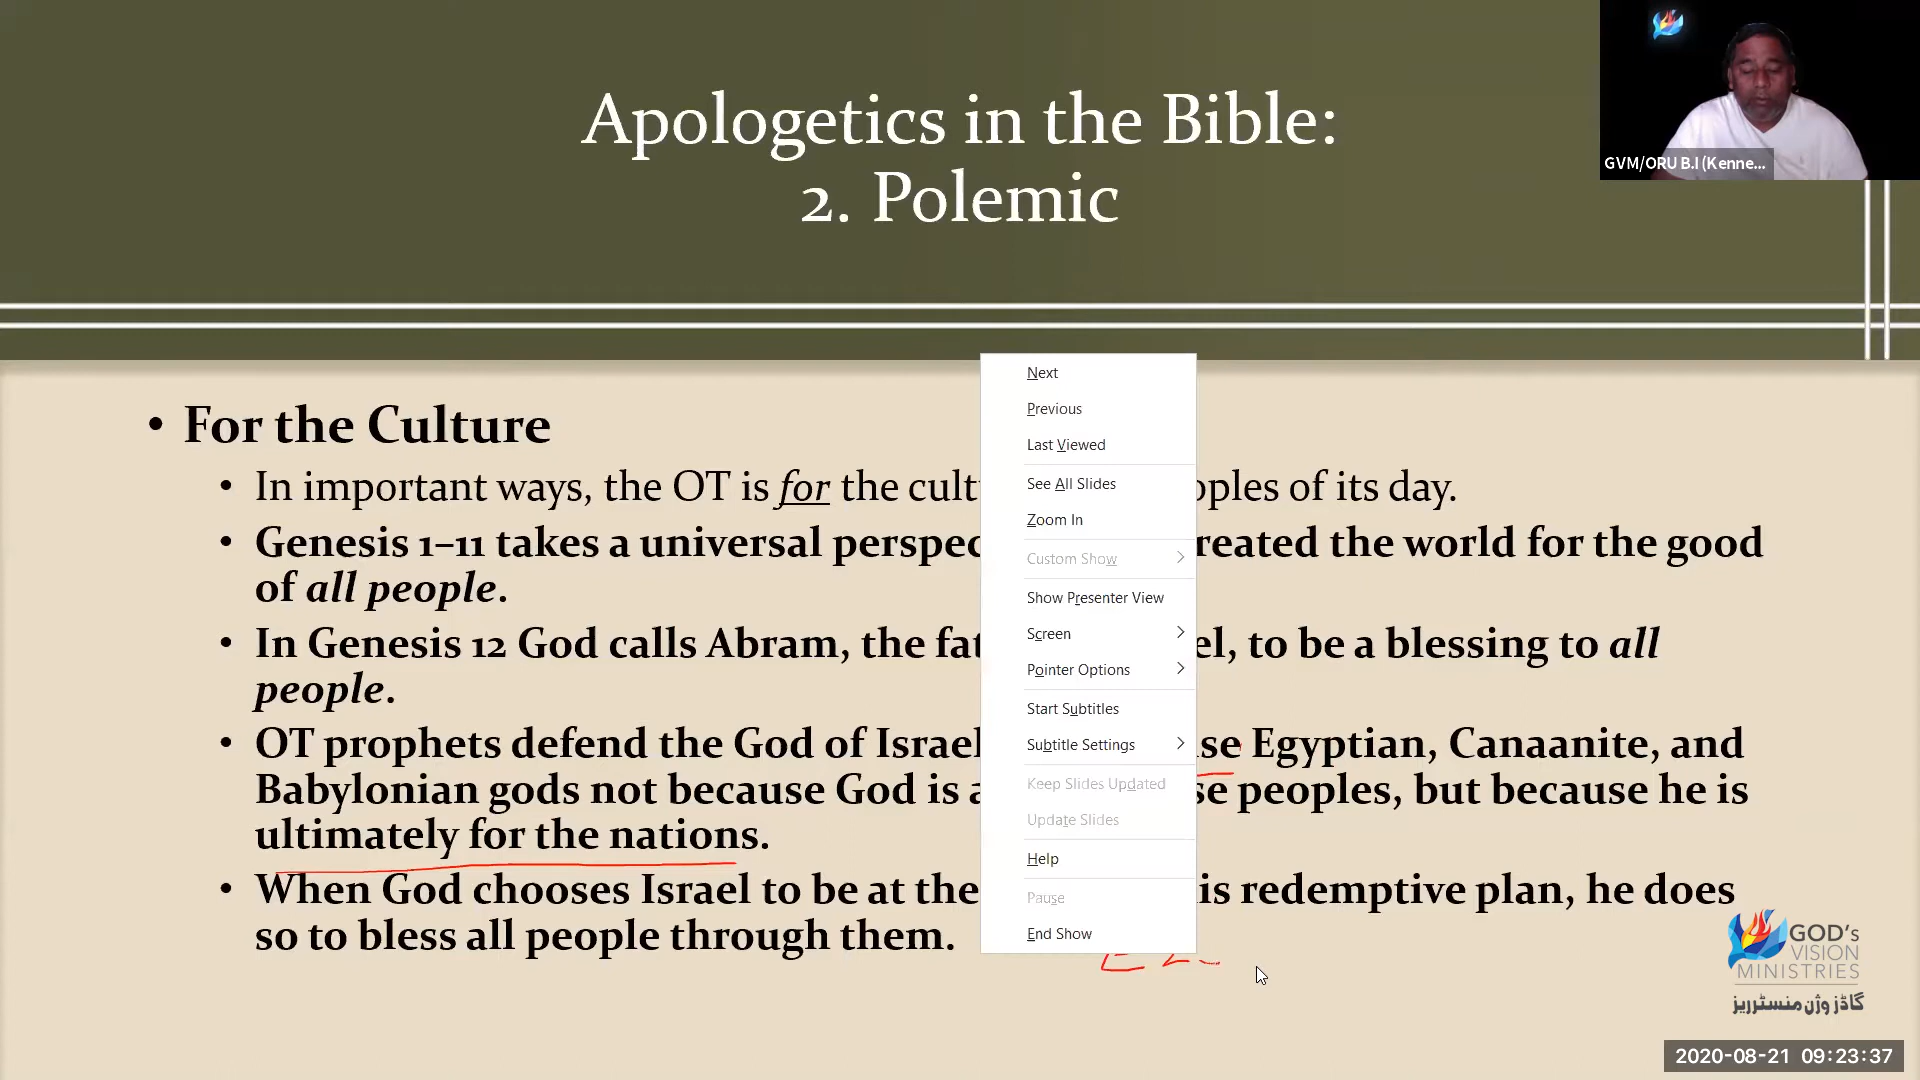 Apologetics in the Bible:
2. Polemic
GVM/ORU B.I (Kenne...
• For the Culture
• In important ways, the OT is for the cult oples of its day.
• Genesis 1–11 takes a universal perspec reated the world for the good
of all people.
• In Genesis 12 God calls Abram, the fat el, to be a blessing to all
people.
• OT prophets defend the God of Israel se Egyptian, Canaanite, and
Babylonian gods not because God is a se peoples, but because he is
ultimately for the nations.
• When God chooses Israel to be at the is redemptive plan, he does
so to bless all people through them.
Next
Previous
Last Viewed
See All Slides
Zoom In
Custom Show
Show Presenter View
Screen
Pointer Options
Start Subtitles
Subtitle Settings
Keep Slides Updated
Update Slides
Help
Pause
End Show
GOD's
VISION
MINISTRIES
گاڈز وژن منسٹریز
2020-08-21 09:23:37